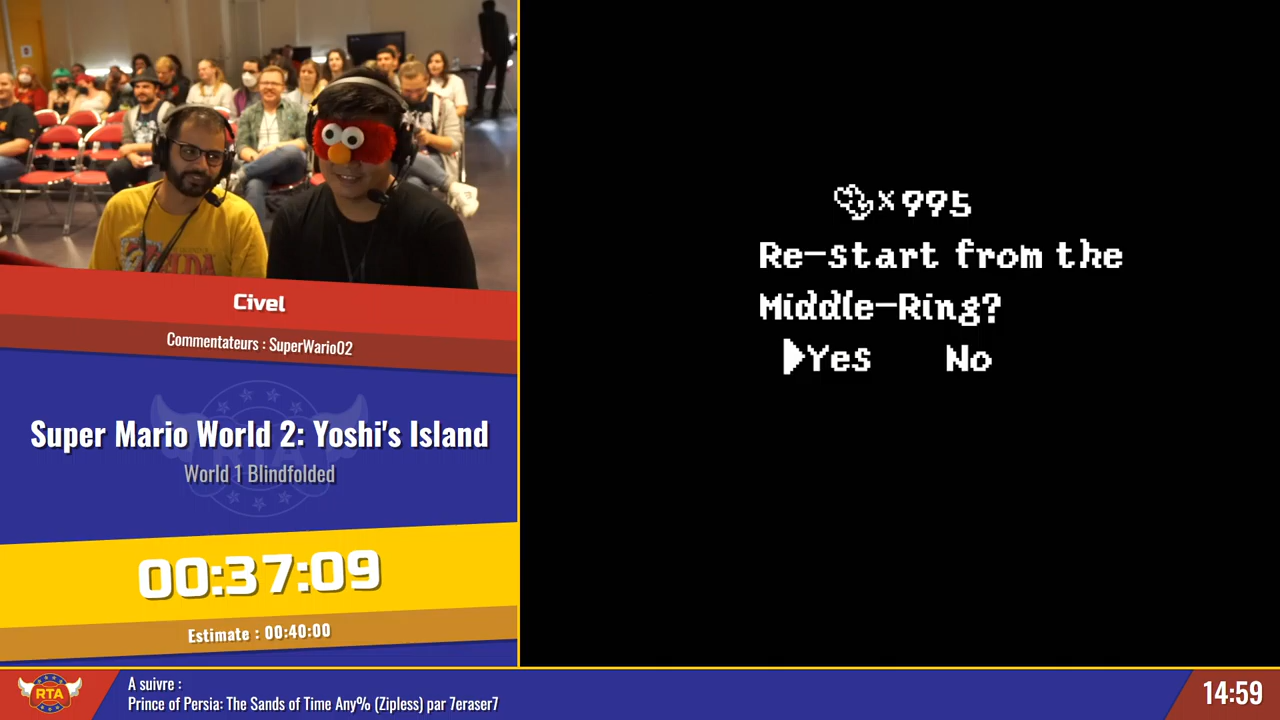 ×995
Re-start from the
Middle-Ring?
Yes No
Civel
Commentateurs : SuperWario02
Super Mario World 2: Yoshi's Island
World 1 Blindfolded
00:37:09
Estimate : 00:40:00
RTA
A suivre :
Prince of Persia: The Sands of Time Any% (Zipless) par 7eraser7
14:59